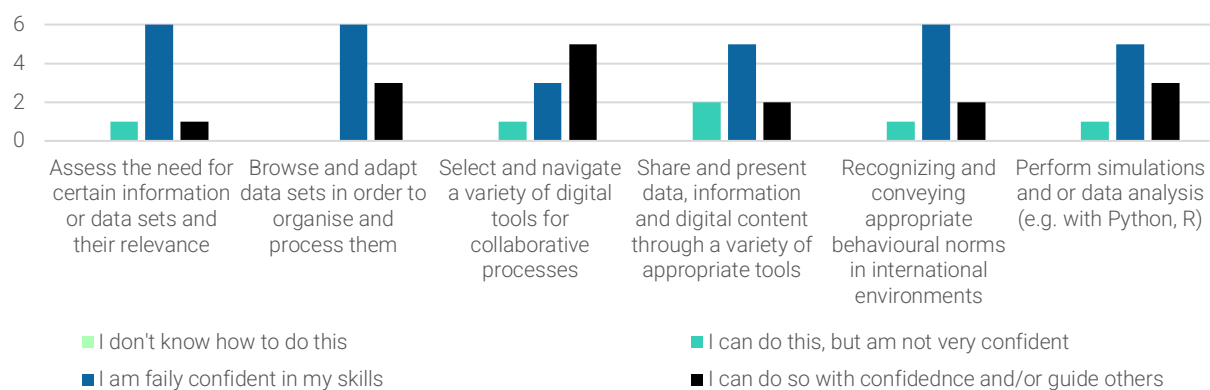 6
4
2
0
Assess the need for
certain information
or data sets and
their relevance
Browse and adapt
data sets in order to
organise and
process them
Select and navigate
a variety of digital
tools for
collaborative
processes
Share and present
data, information
and digital content
through a variety of
appropriate tools
Recognizing and
conveying
appropriate
behavioural norms
in international
environments
Perform simulations
and or data analysis
(e.g. with Python, R)
I don't know how to do this
I can do this, but am not very confident
I am faily confident in my skills
I can do so with confidednce and/or guide others